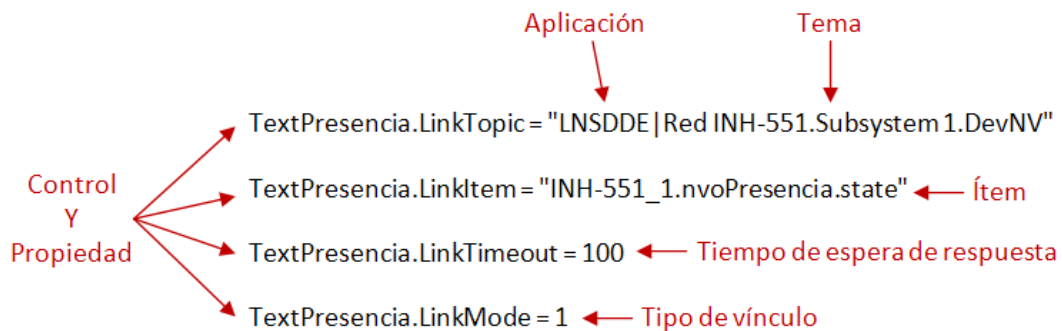 Aplicación
Tema
TextPresencia.LinkTopic = "LNSDDE|Red INH-551.Subsystem 1.DevNV"
Control
Y
Propiedad
TextPresencia.LinkItem = "INH-551_1.nvoPresencia.state"
Ítem
TextPresencia.LinkTimeout = 100
Tiempo de espera de respuesta
TextPresencia.LinkMode = 1
Tipo de vínculo